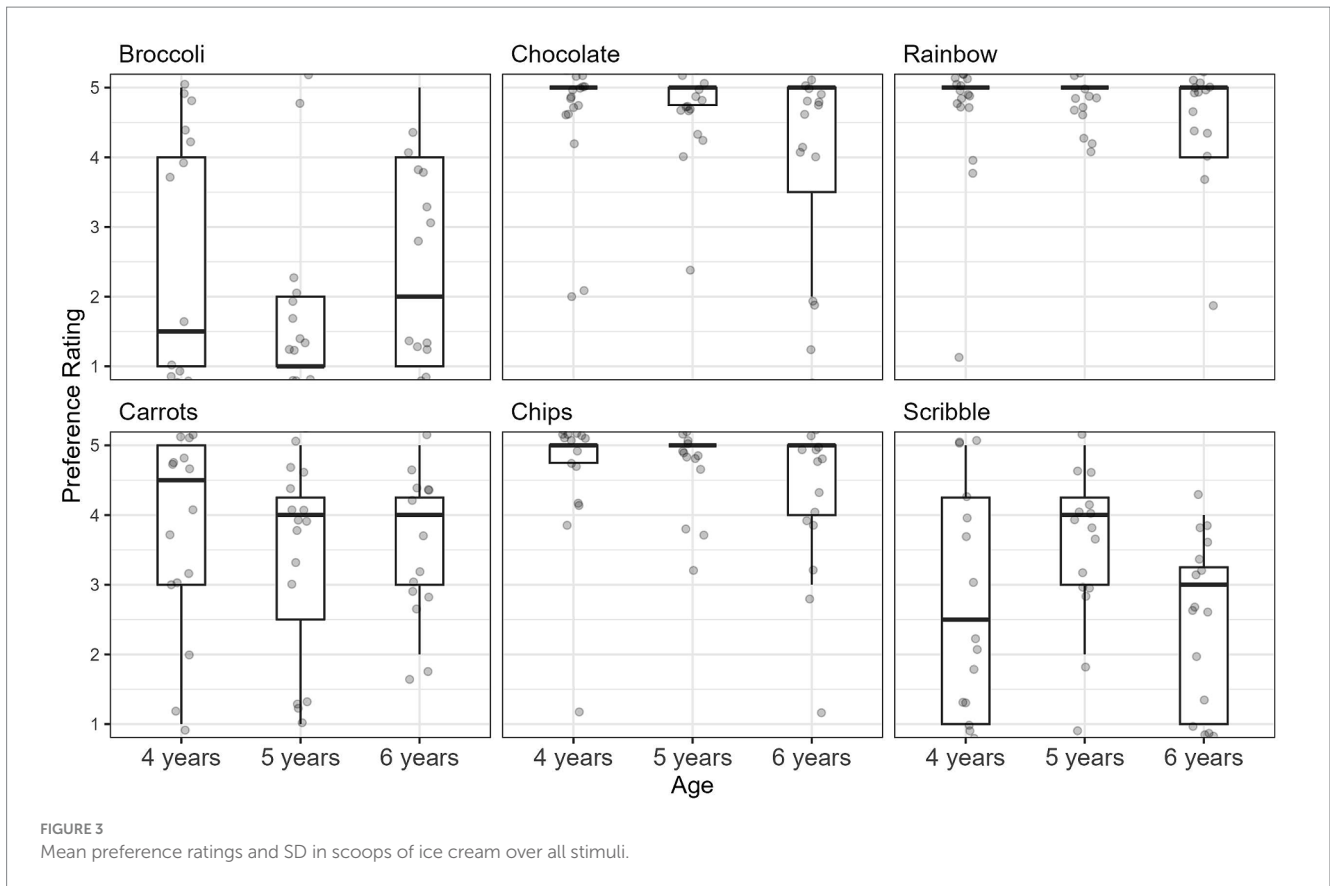 Broccoli
Chocolate
Rainbow
5
4
3
2
1
Carrots
Chips
Scribble
5
4
3
2
1
Preference Rating
4 years 5 years 6 years
4 years 5 years 6 years
4 years 5 years 6 years
Age
FIGURE 3
Mean preference ratings and SD in scoops of ice cream over all stimuli.